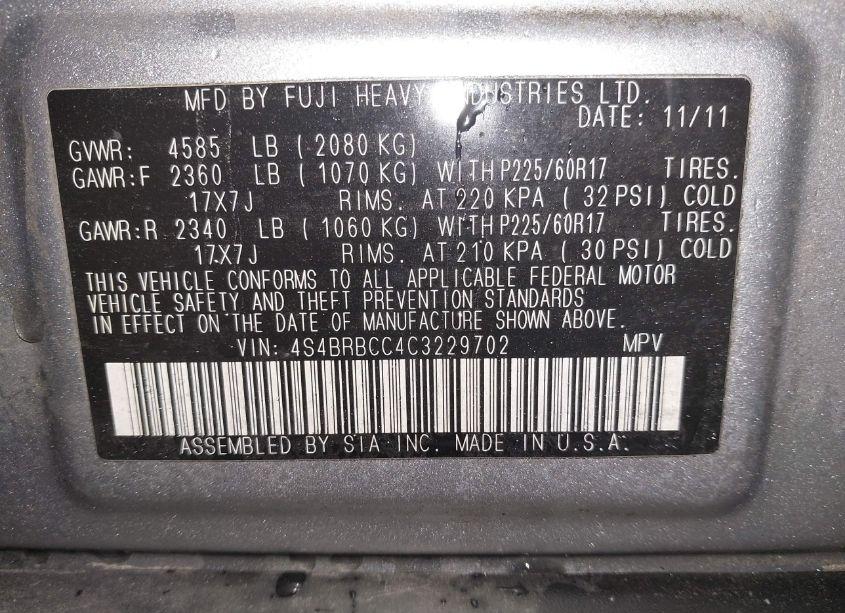 MFD BY FUJI HEAVY INDUSTRIES LTD.
DATE: 11/11
GVWR: 4585 LB ( 2080 KG)
GAWR:F 2360 LB ( 1070 KG) WITH P225/60R17 TIRES.
17X7J RIMS. AT 220 KPA ( 32 PSI) COLD
GAWR:R 2340 LB ( 1060 KG) WITH P225/60R17 TIRES.
17X7J RIMS. AT 210 KPA ( 30 PSI) COLD
THIS VEHICLE CONFORMS TO ALL APPLICABLE FEDERAL MOTOR
VEHICLE SAFETY AND THEFT PREVENTION STANDARDS
IN EFFECT ON THE DATE OF MANUFACTURE SHOWN ABOVE.
VIN: 4S4BRBCC4C3229702 MPV
ASSEMBLED BY SIA INC. MADE IN U.S.A.